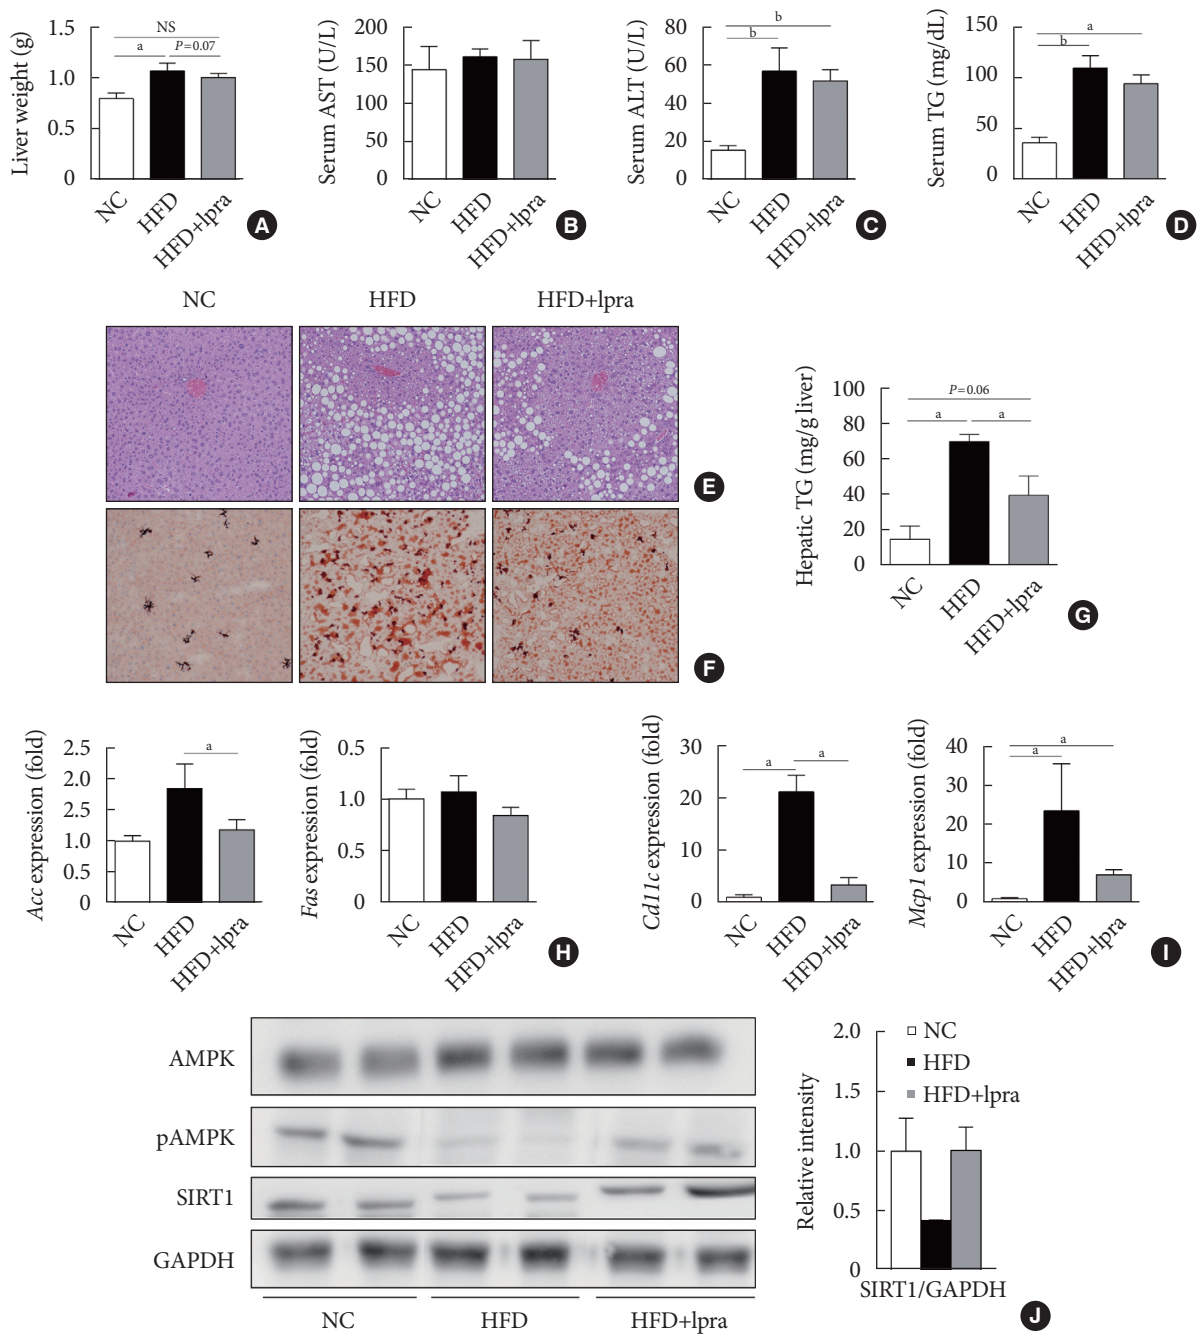 Liver weight (g)
1.5
1.0
0.5
0
NS
a
P=0.07
NC
HFD
HFD+lpra
A
Serum AST (U/L)
200
150
100
50
0
NC
HFD
HFD+lpra
B
Serum ALT (U/L)
80
60
40
20
0
b
b
NC
HFD
HFD+lpra
C
Serum TG (mg/dL)
150
100
50
0
a
b
NC
HFD
HFD+lpra
D
NC
HFD
HFD+lpra
E
F
Hepatic TG (mg/g liver)
100
80
60
40
20
0
P=0.06
a
a
NC
HFD
HFD+lpra
G
Acc expression (fold)
2.5
2.0
1.5
1.0
0.5
0
a
NC
HFD
HFD+lpra
Fas expression (fold)
0.5
1.0
0.5
0
NC
HFD
HFD+lpra
H
Cd11c expression (fold)
30
20
10
0
a
a
NC
HFD
HFD+lpra
Mcp1 expression (fold)
40
30
20
10
0
a
a
NC
HFD
HFD+lpra
I
AMPK
pAMPK
SIRT1
GAPDH
NC
HFD
HFD+lpra
Relative intensity
2.0
1.5
1.0
0.5
0
NC
HFD
HFD+lpra
SIRT1/GAPDH
J